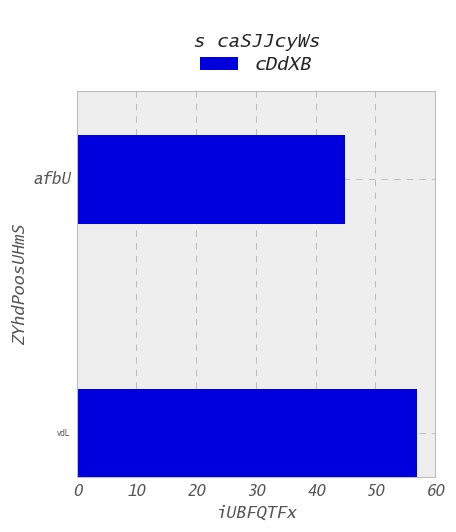 s caSJJcyWs
cDdXB
afbU
ZYhdPoosUHmS
vdL
0 10 20 30 40 50 60
iUBFQTFx